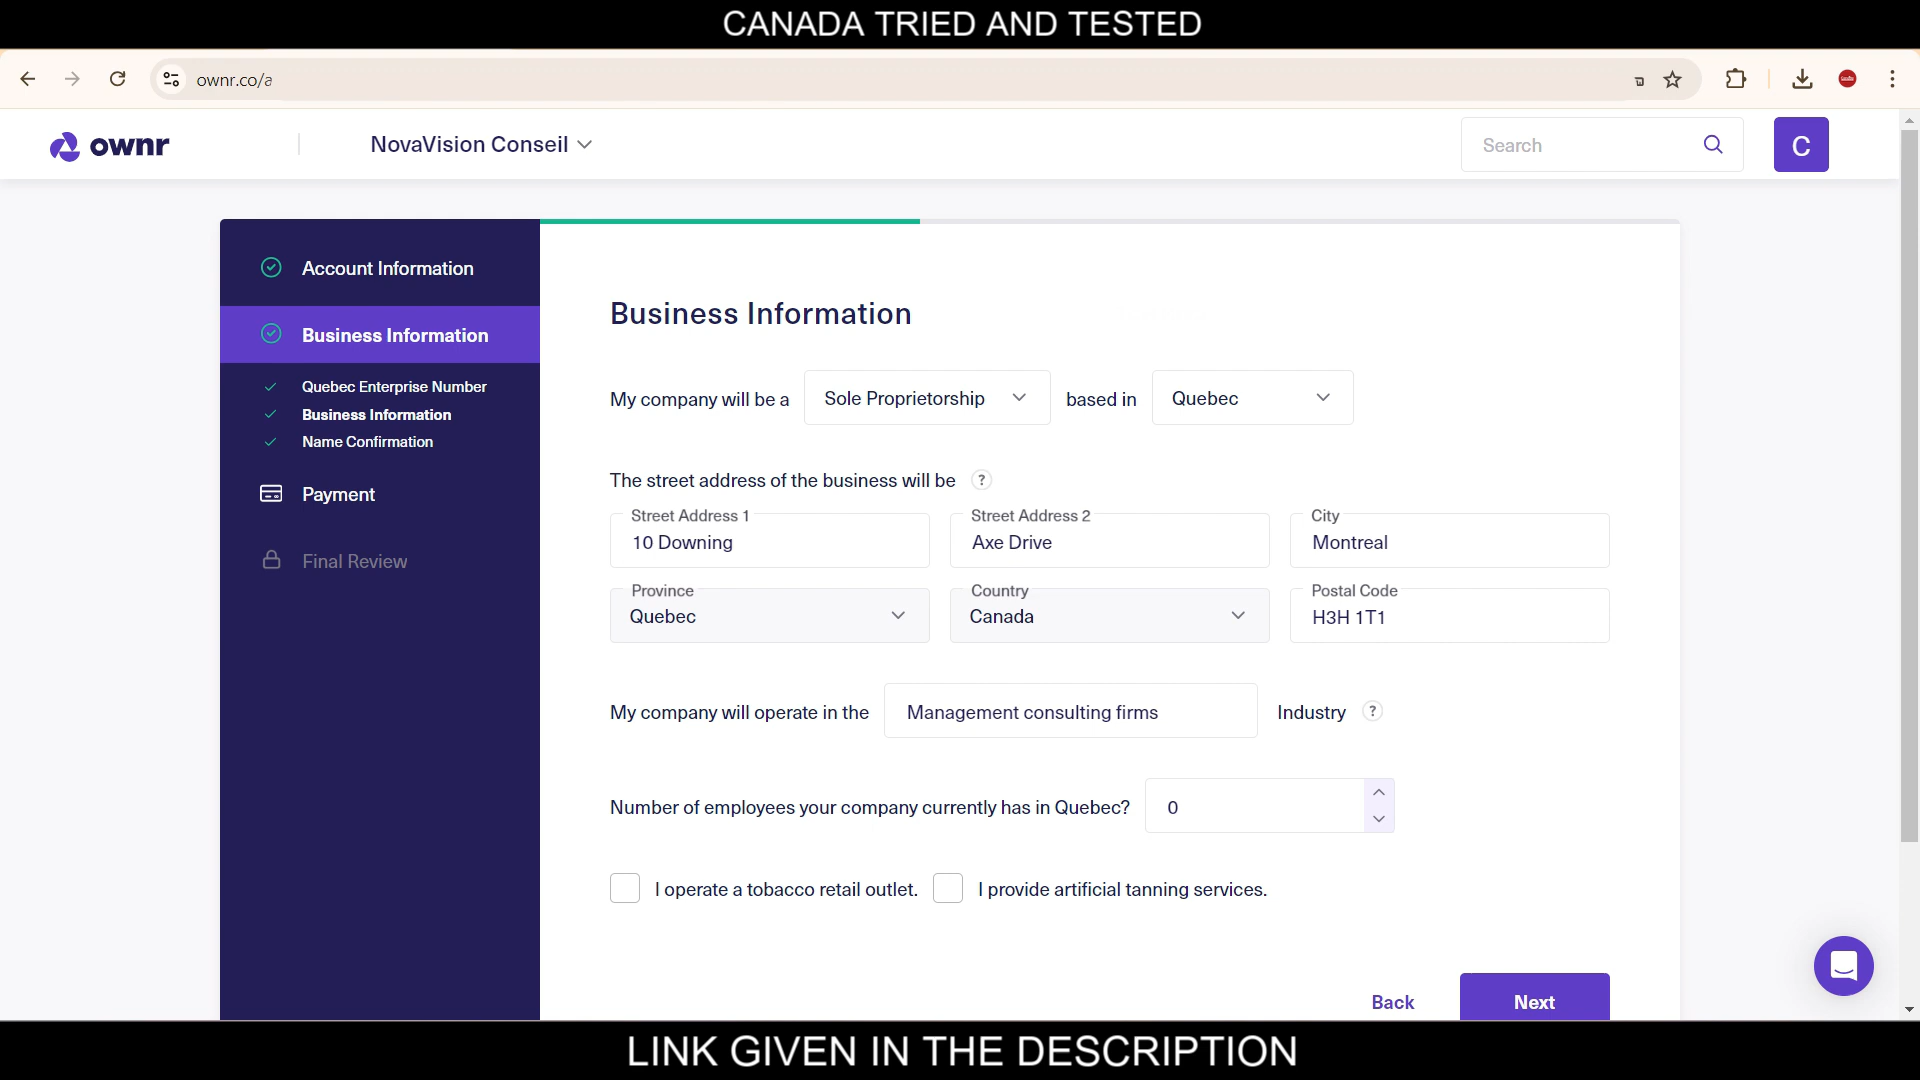 CANADA TRIED AND TESTED
ownr.co/a
ownr
NovaVision Conseil
Search
C
Account Information
Business Information
Quebec Enterprise Number
Business Information
Name Confirmation
Payment
Final Review
Business Information
My company will be a Sole Proprietorship based in Quebec
The street address of the business will be ?
Street Address 1 Street Address 2 City
10 Downing Axe Drive Montreal
Province Country Postal Code
Quebec Canada H3H 1T1
My company will operate in the Management consulting firms Industry ?
Number of employees your company currently has in Quebec? 0
I operate a tobacco retail outlet. I provide artificial tanning services.
Back Next
LINK GIVEN IN THE DESCRIPTION